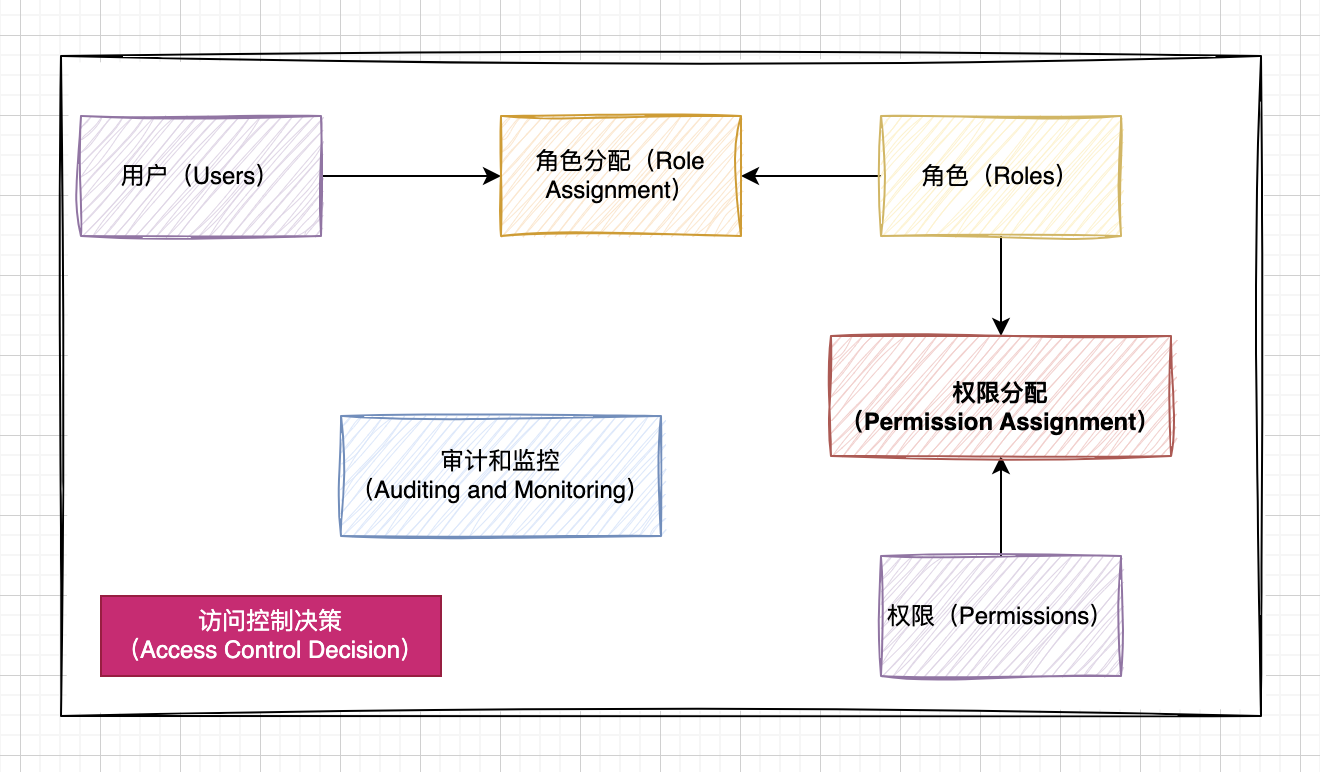 用户（Users）
角色分配（Role
Assignment）
角色（Roles）
权限分配
（Permission Assignment）
审计和监控
（Auditing and Monitoring）
权限（Permissions）
访问控制决策
（Access Control Decision）